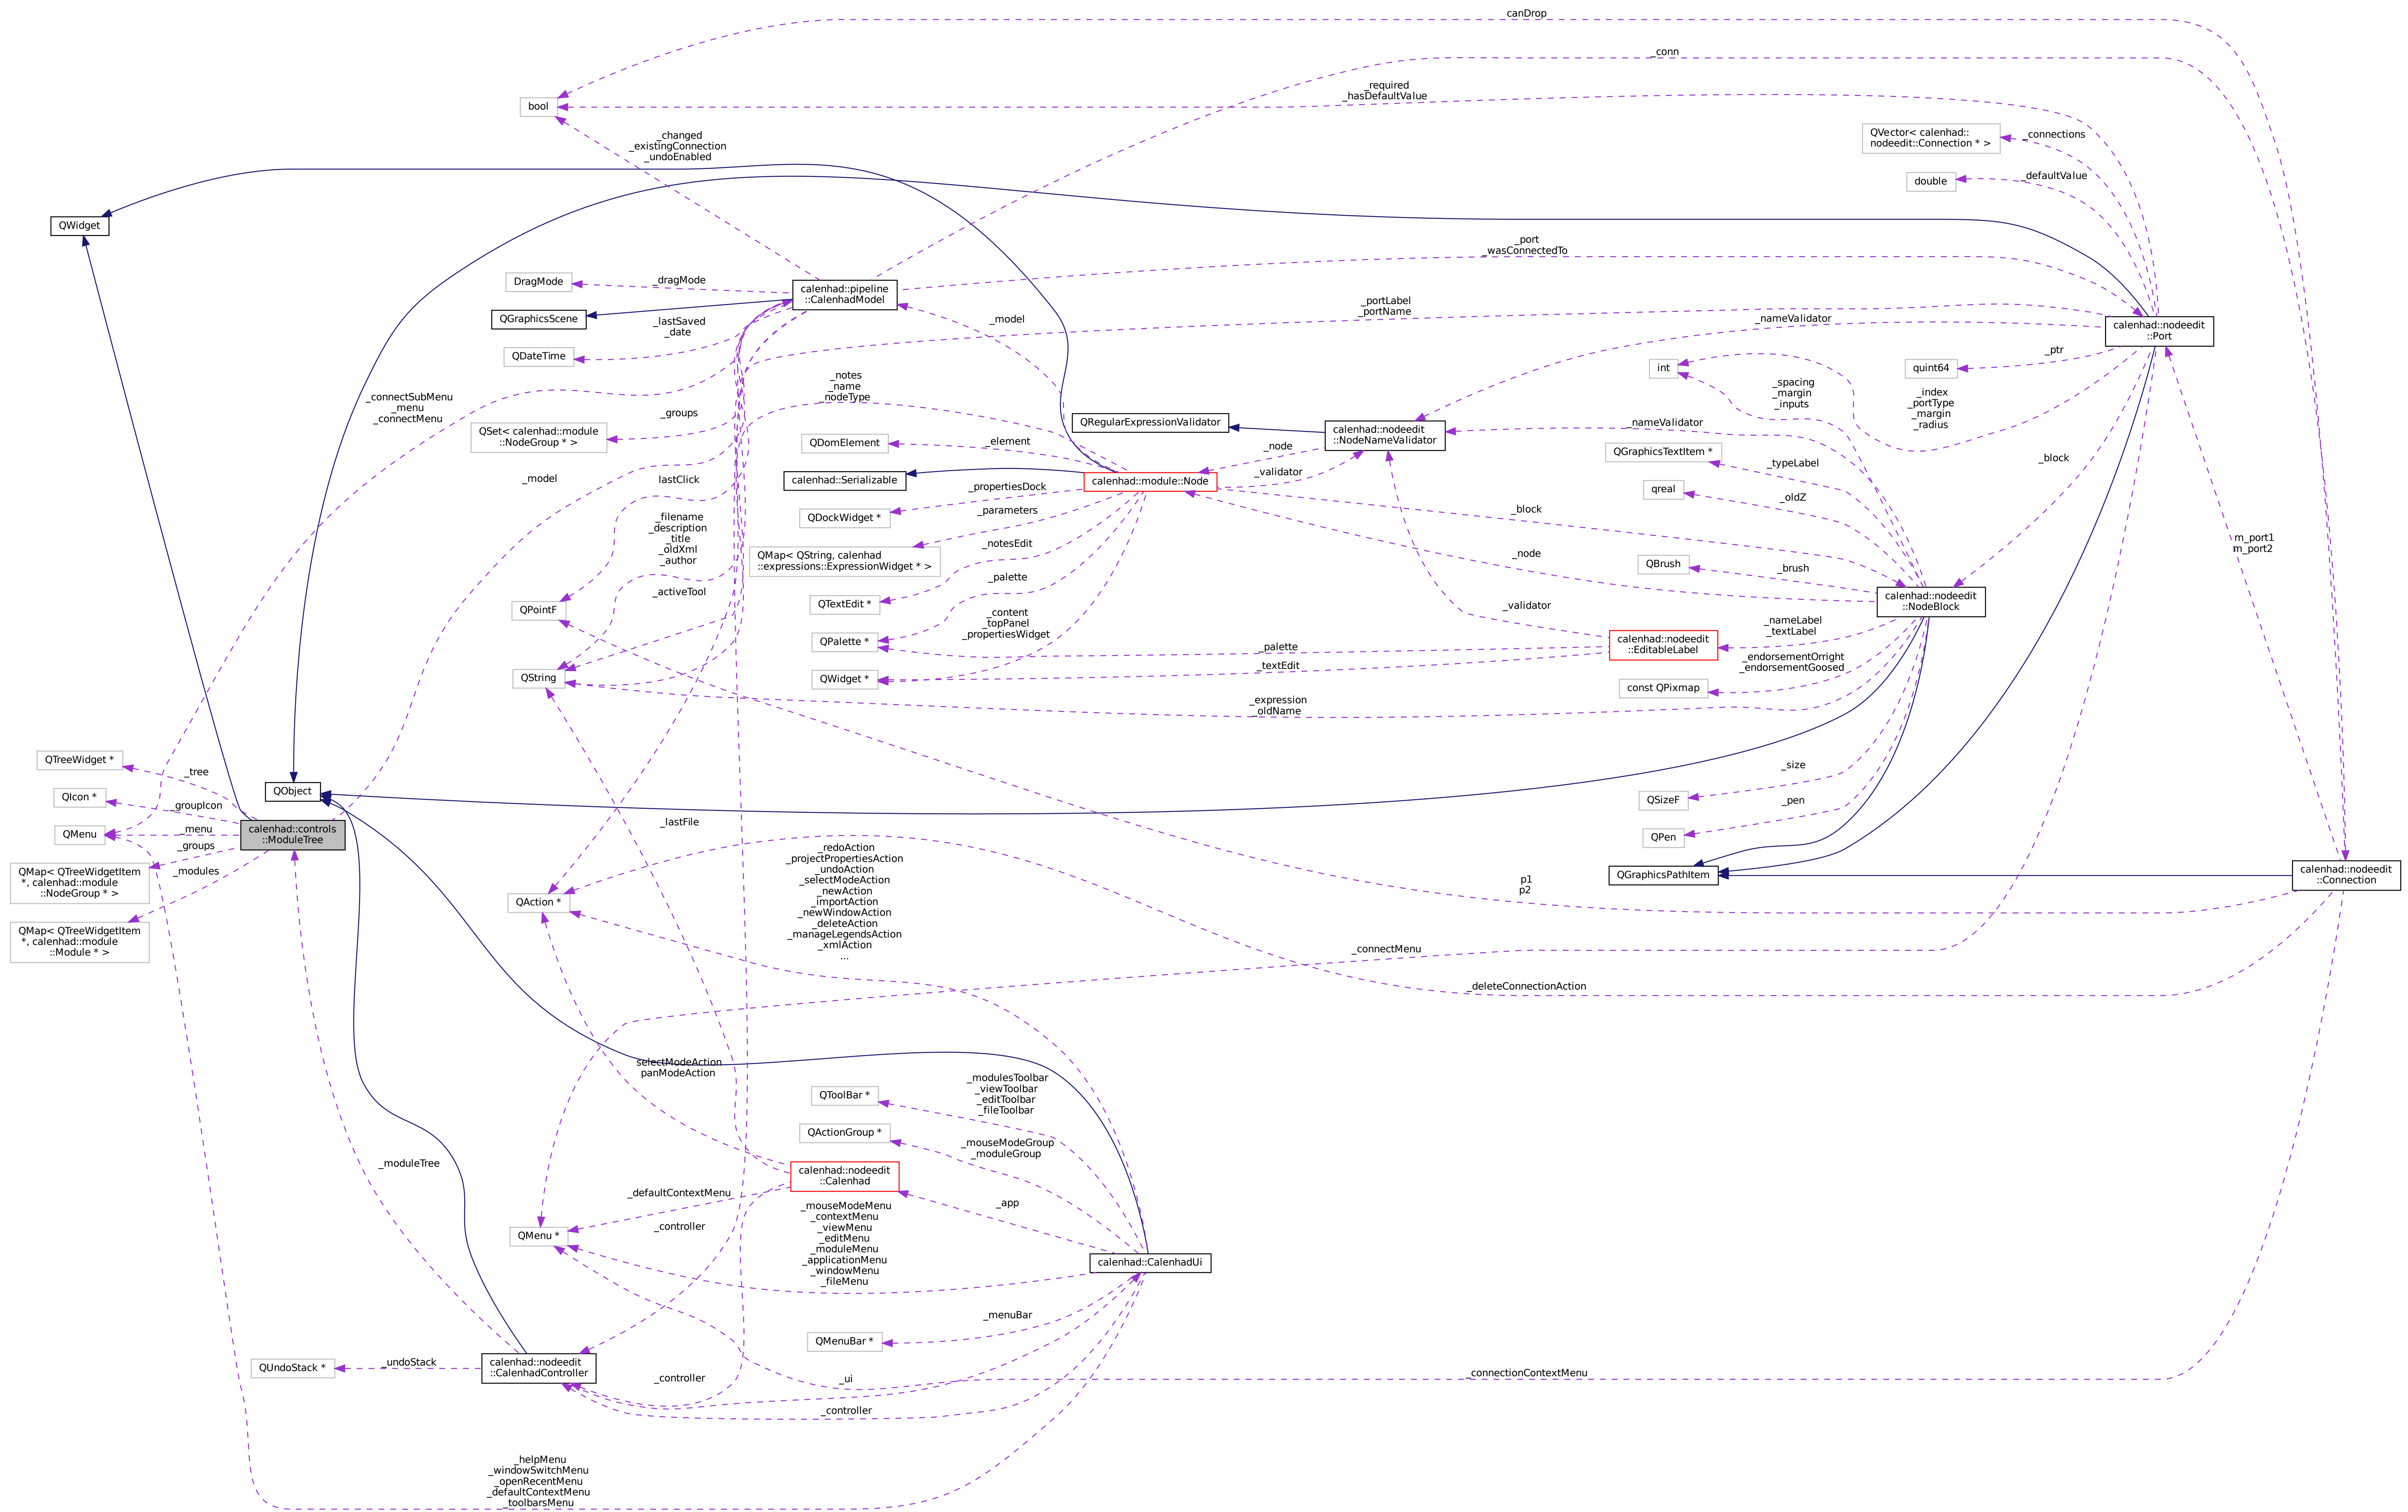 canDrop
_conn
_required
_hasDefaultValue
bool
_changed
_existingConnection
_undoEnabled
QVector< calenhad::
nodeedit::Connection * >
_connections
double
_defaultValue
QWidget
_port
_wasConnectedTo
DragMode
_dragMode
calenhad::pipeline
::CalenhadModel
QGraphicsScene
_lastSaved
_date
QDateTime
_model
_portLabel
_portName
_nameValidator
calenhad::nodeedit
::Port
_ptr
quint64
int
_spacing
_margin
_inputs
_index
_portType
_margin
_radius
_connectSubMenu
_menu
_connectMenu
_notes
_name
_nodeType
_groups
QSet< calenhad::module
::NodeGroup * >
QRegularExpressionValidator
calenhad::nodeedit
::NodeNameValidator
_nameValidator
QDomElement
_element
_node
QGraphicsTextItem *
_typeLabel
_block
_model
lastClick
calenhad::Serializable
calenhad::module::Node
_validator
qreal
_oldZ
_propertiesDock
QDockWidget *
_parameters
_block
_filename
_description
_title
_oldXml
_author
_notesEdit
QMap< QString, calenhad
::expressions::ExpressionWidget * >
_node
QBrush
_brush
m_port1
m_port2
_activeTool
_palette
QPointF
QTextEdit *
_content
_topPanel
_propertiesWidget
_validator
calenhad::nodeedit
::NodeBlock
_nameLabel
_textLabel
QPalette *
_palette
calenhad::nodeedit
::EditableLabel
_endorsementOrright
_endorsementGoosed
QString
QWidget *
_textEdit
const QPixmap
_expression
_oldName
QTreeWidget *
_tree
_size
QIcon *
_groupIcon
QObject
QSizeF
_pen
QMenu
_menu
calenhad::controls
::ModuleTree
_lastFile
QPen
_groups
QMap< QTreeWidgetItem
*, calenhad::module
::NodeGroup * >
_modules
_redoAction
_projectPropertiesAction
_undoAction
_selectModeAction
_newAction
_importAction
_newWindowAction
_deleteAction
_manageLegendsAction
_xmlAction
...
QGraphicsPathItem
p1
p2
calenhad::nodeedit
::Connection
QAction *
QMap< QTreeWidgetItem
*, calenhad::module
::Module * >
_connectMenu
_deleteConnectionAction
selectModeAction
panModeAction
_modulesToolbar
_viewToolbar
_editToolbar
_fileToolbar
QToolBar *
QActionGroup *
_mouseModeGroup
_moduleGroup
_moduleTree
calenhad::nodeedit
::Calenhad
_defaultContextMenu
_app
_mouseModeMenu
_contextMenu
_viewMenu
_editMenu
_moduleMenu
_applicationMenu
_windowMenu
_fileMenu
QMenu *
_controller
calenhad::CalenhadUi
_menuBar
QMenuBar *
QUndoStack *
_undoStack
calenhad::nodeedit
::CalenhadController
_controller
_ui
_connectionContextMenu
_controller
_helpMenu
_windowSwitchMenu
_openRecentMenu
_defaultContextMenu
_toolbarsMenu